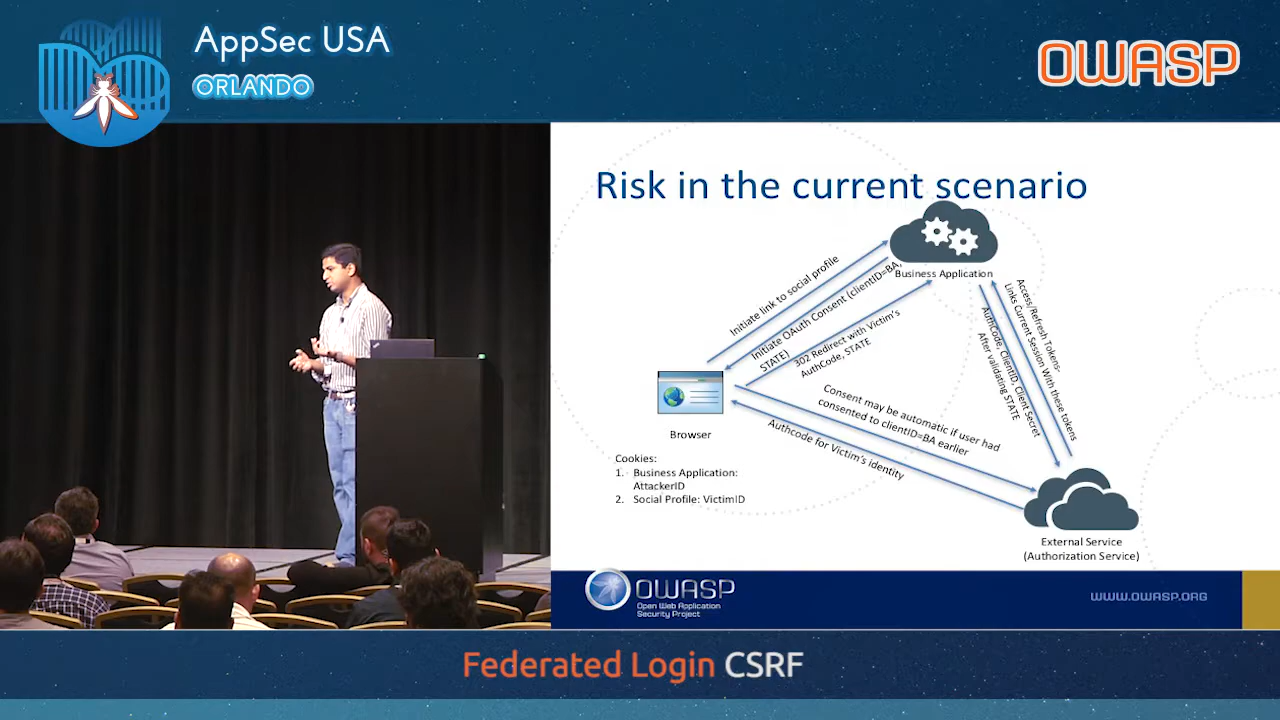 AppSec USA
ORLANDO
OWASP
Risk in the current scenario
Business Application
Initiate link to social profile
Initiate OAuth Consent (clientID=BA,
STATE)
302 Redirect with Victim's
AuthCode, STATE
Access/Refresh Tokens-
Links Current Session With these tokens
AuthCode, ClientID, Client Secret
After validating STATE
Consent may be automatic if user had
consented to clientID=BA earlier
Authcode for Victim's identity
Browser
Cookies:
1. Business Application:
AttackerID
2. Social Profile: VictimID
External Service
(Authorization Service)
OWASP
Open Web Application
Security Project
WWW.OWASP.ORG
Federated Login CSRF